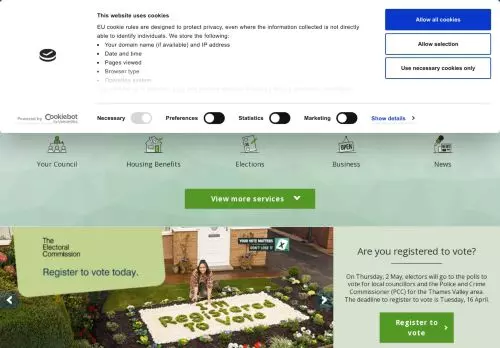 This website uses cookies
EU cookie rules are designed to protect privacy, even where the information collected is not directly
able to identify individuals. We store the following:
Your domain name (if available) and IP address
Date and time
Pages viewed
Browser type
Operating system
Allow all cookies
Allow selection
Use necessary cookies only
Powered by Cookiebot
by Usercentrics
Necessary
Preferences
Statistics
Marketing
Show details
Your Council
Housing Benefits
Elections
Business
News
View more services
The
Electoral
Commission
Register to vote today.
YOUR VOTE MATTERS
DON'T LOSE IT
REGISTER
TO VOTE
Are you registered to vote?
On Thursday, 2 May, electors will go to the polls to
vote for local councillors and the Police and Crime
Commissioner (PCC) for the Thames Valley area.
The deadline to register to vote is Tuesday, 16 April.
Register to
vote